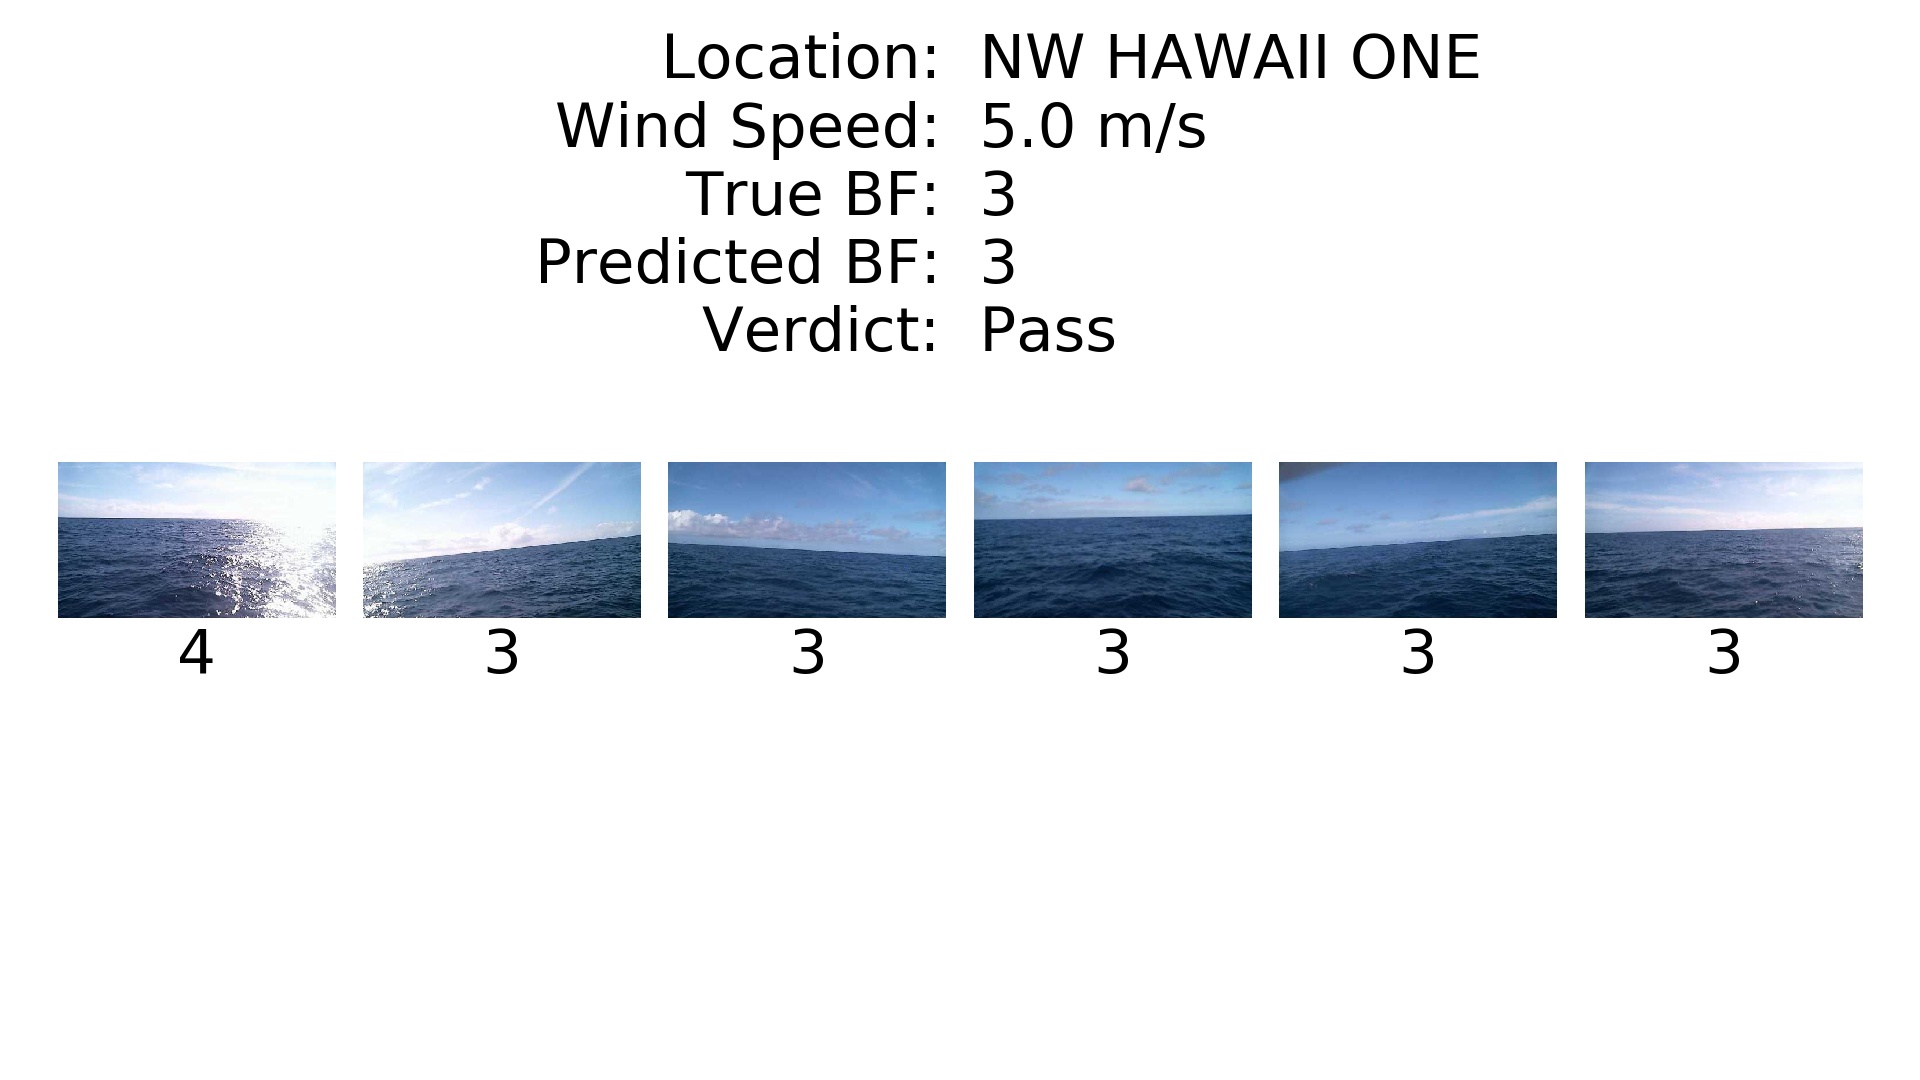 Location: NW HAWAII ONE
Wind Speed: 5.0 m/s
True BF: 3
Predicted BF: 3
Verdict: Pass
4 3 3 3 3 3